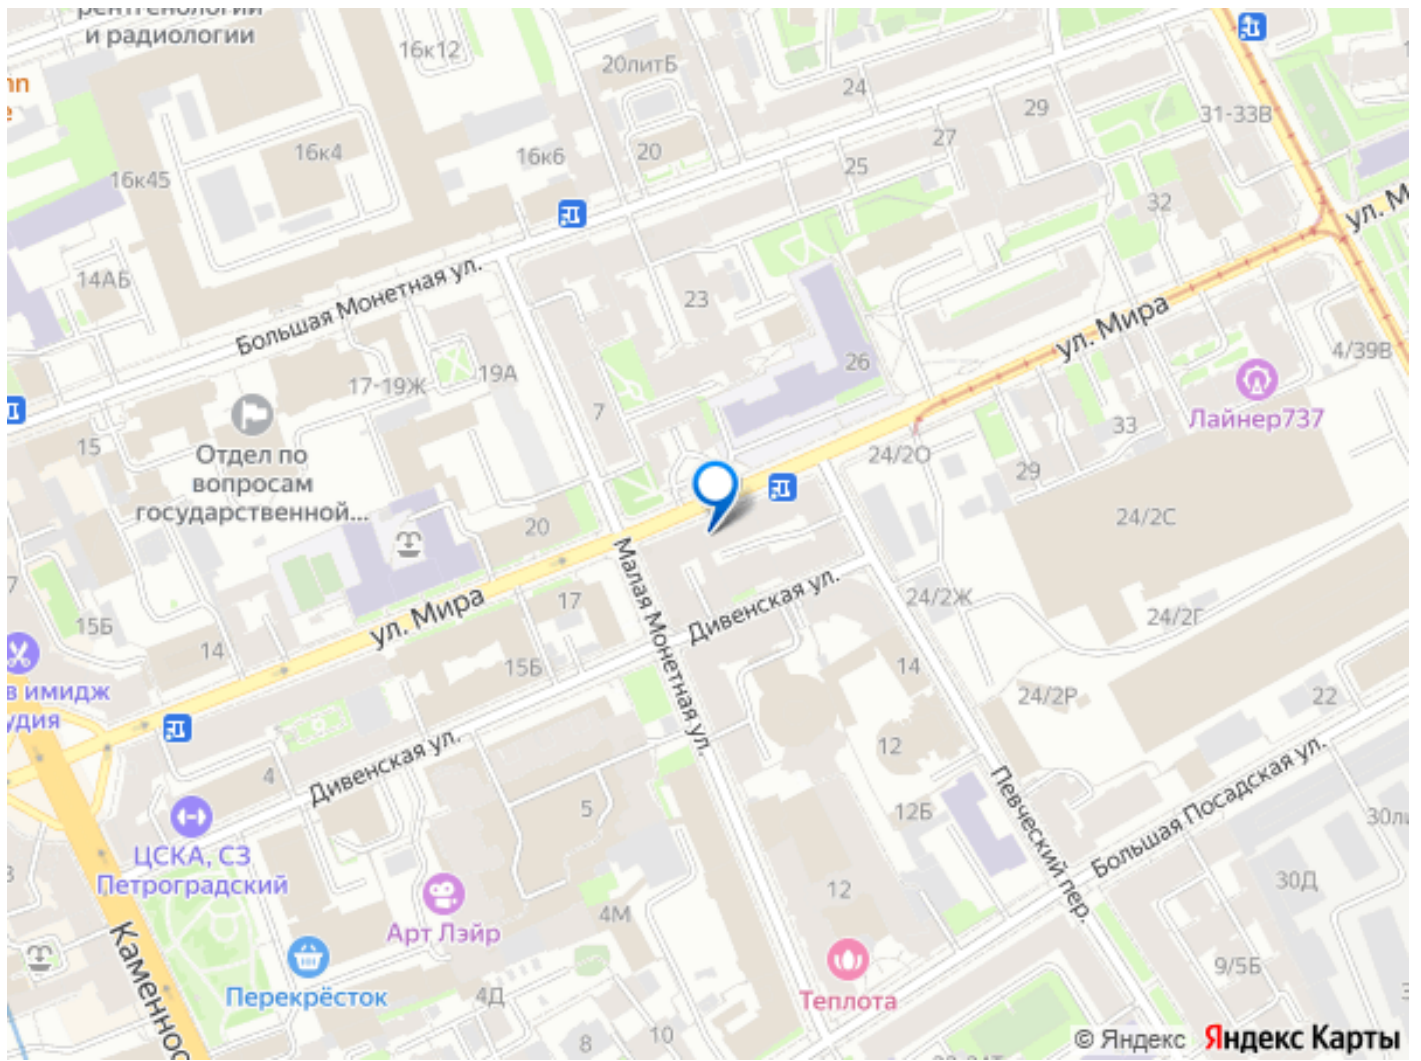 рентгенологии
и радиологии
16к12
20литБ
24
29
31-33В
27
25
20
16к6
16к4
16к45
32
ул. М
14АБ
Большая Монетная ул.
23
ул. Мира
4/39В
26
19А
17-19Ж
7
Лайнер737
33
15
Отдел по
вопросам
государственной...
24/2О
29
24/2С
20
Малая Монетная ул.
Дивенская ул.
24/2Ж
24/2Г
17
ул. Мира
15Б
14
15Б
14
24/2Р
22
в имидж
удия
12
Дивенская ул.
4
5
12Б
Певческий пер.
Большая Посадская ул.
ЦСКА, СЗ
Петроградский
30Д
12
4М
Арт Лэйр
Каменноос
Перекрёсток
4Д
Теплота
9/5Б
8
10
© Яндекс Яндекс Карты